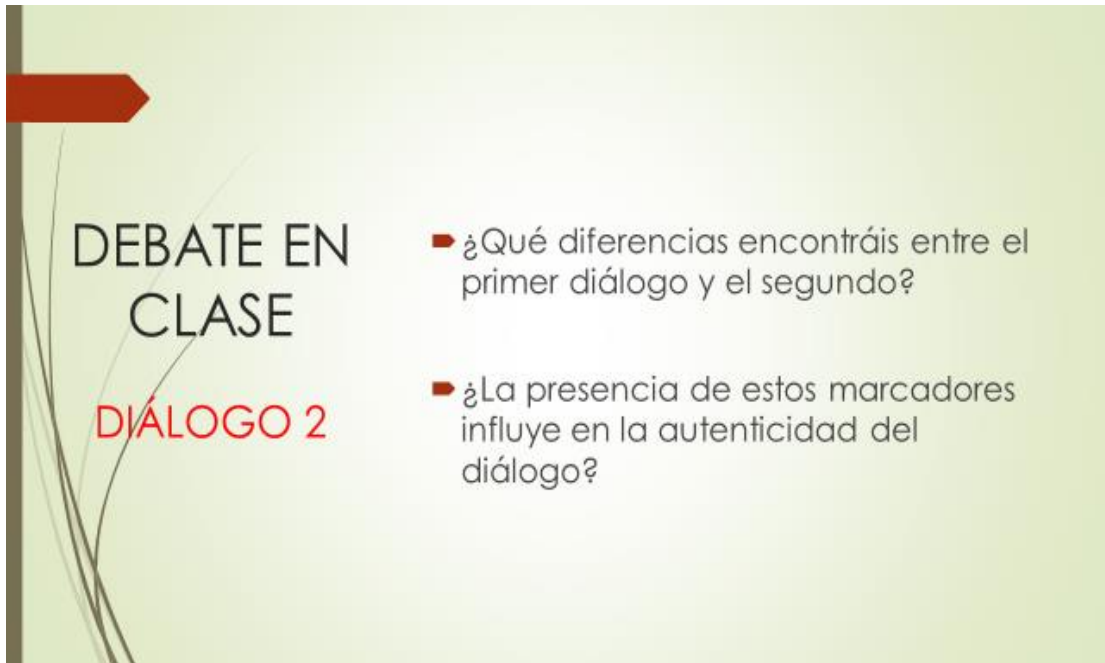 DEBATE EN
CLASE
DIÁLOGO 2
¿Qué diferencias encontráis entre el
primer diálogo y el segundo?
¿La presencia de estos marcadores
influye en la autenticidad del
diálogo?